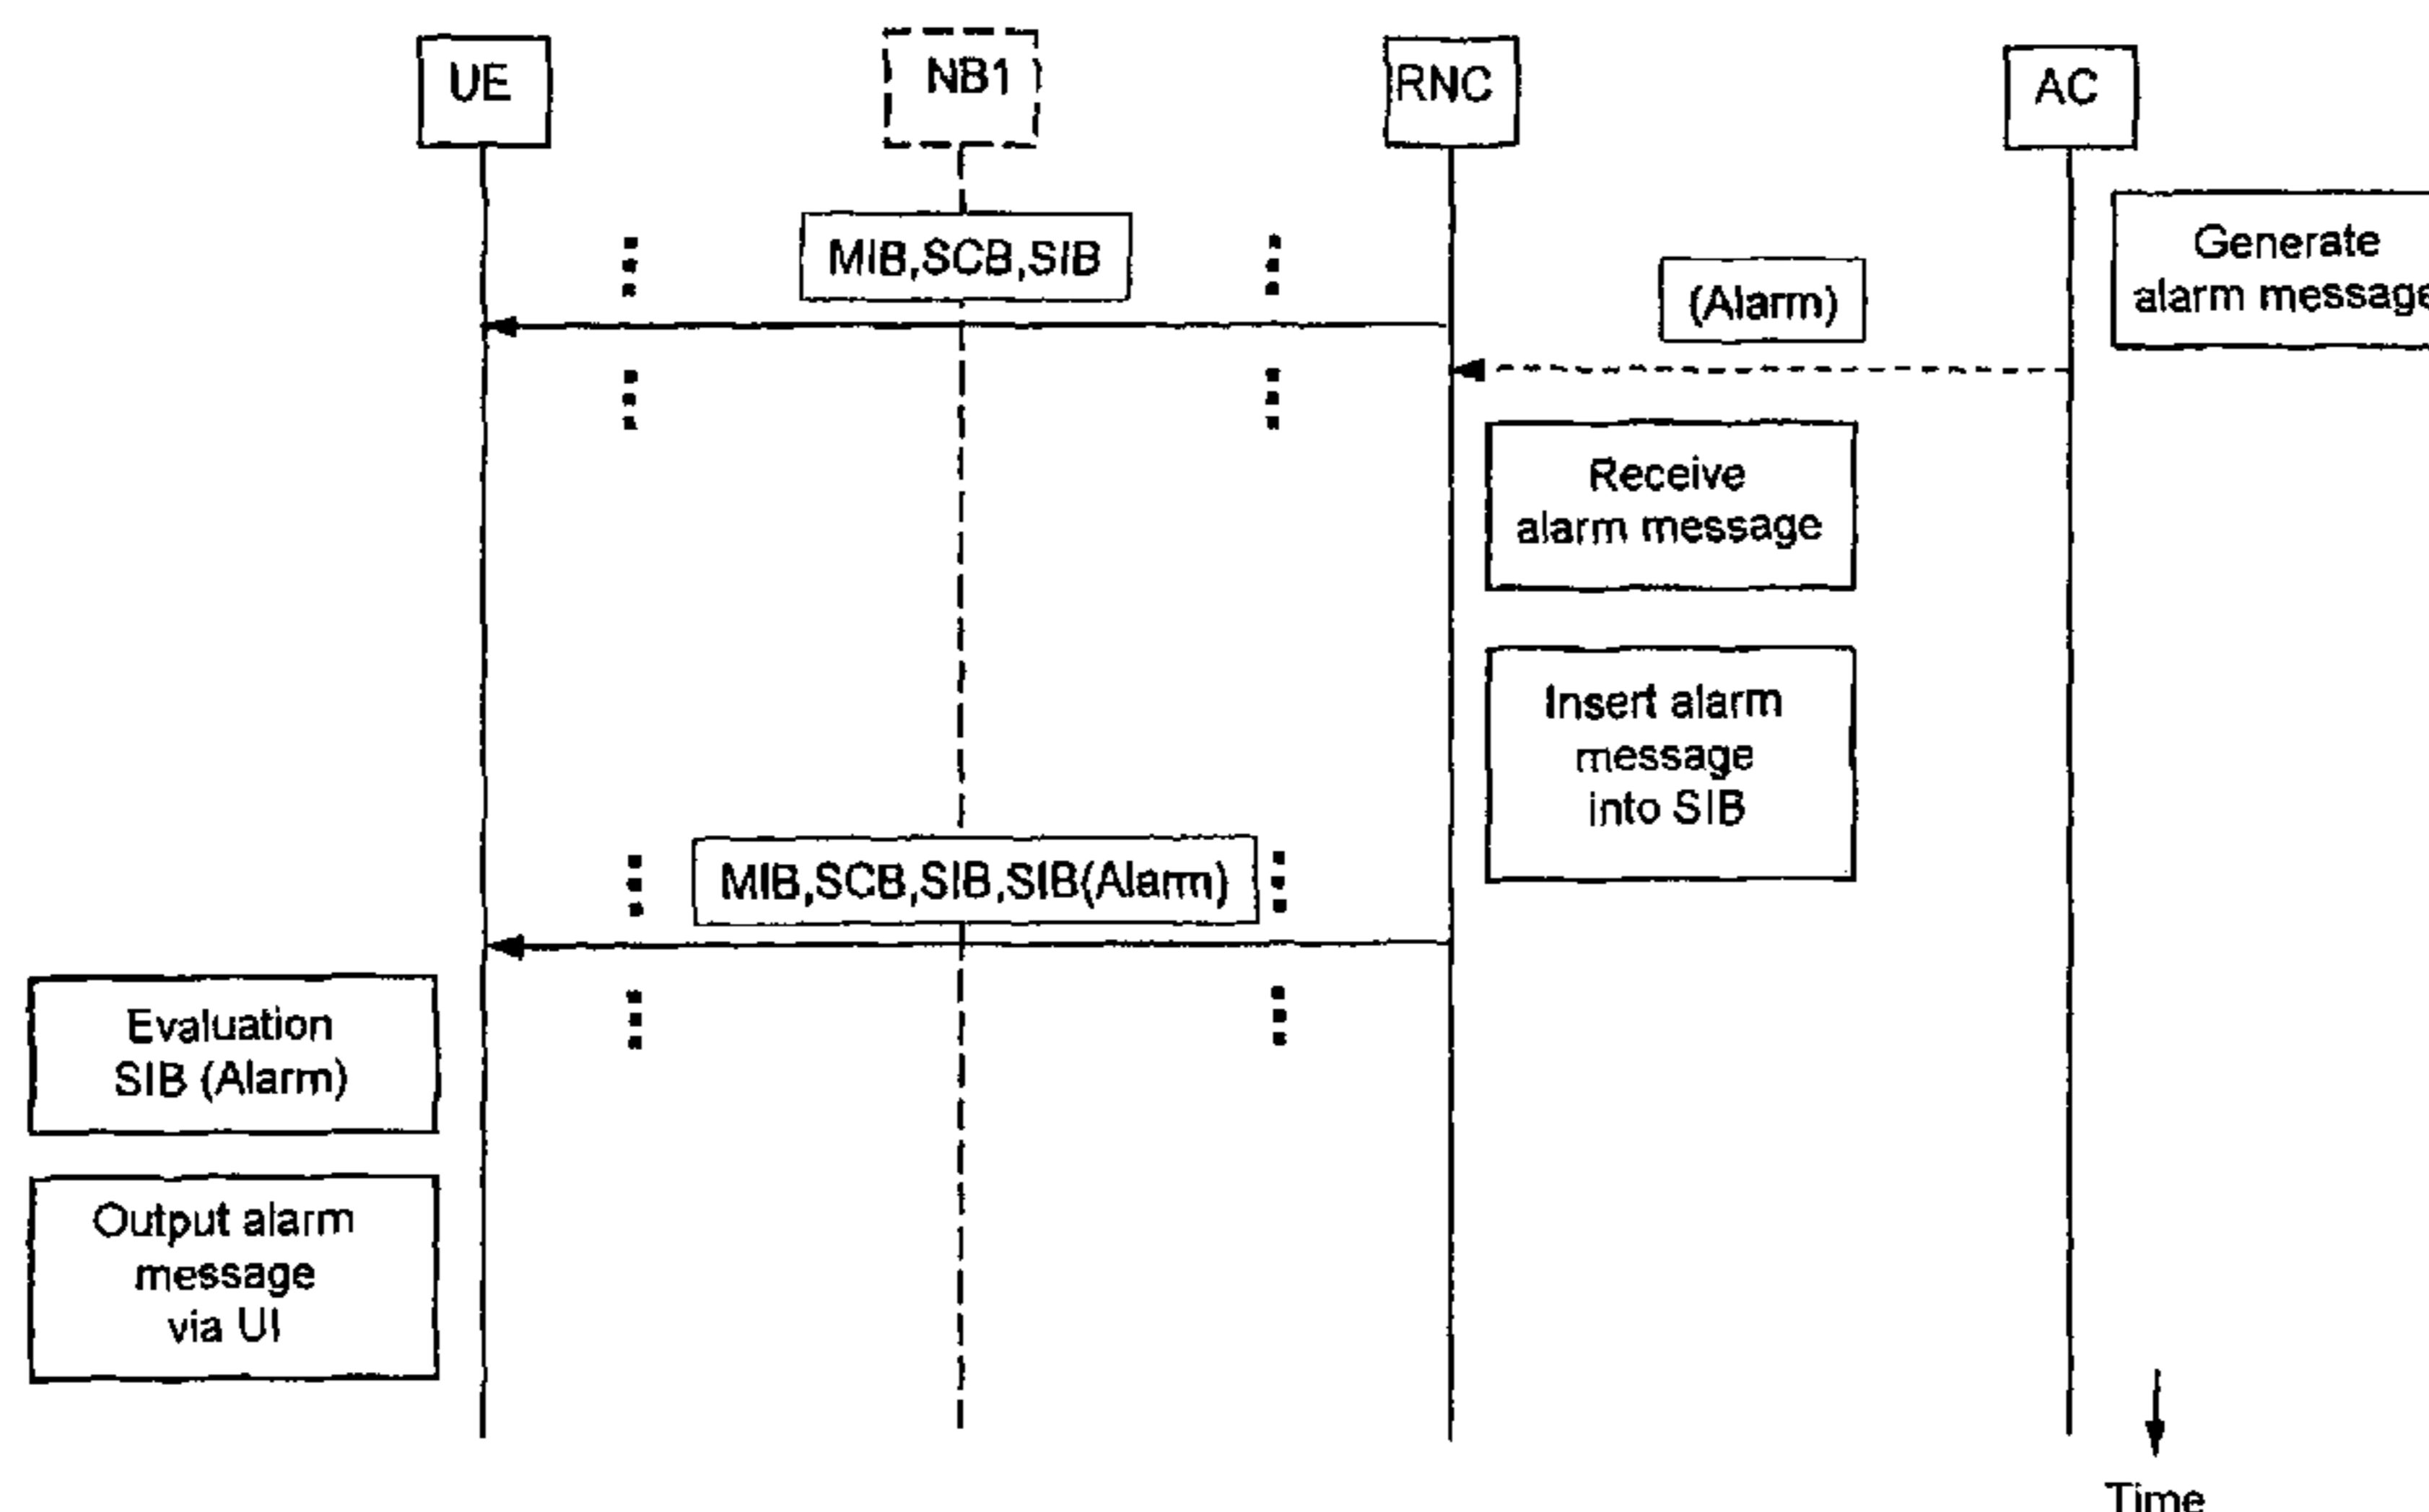 UE
NB1
RNC
AC
MIB,SCB,SIB
(Alarm)
Generate
alarm message
Receive
alarm message
Insert alarm
message
into SIB
MIB,SCB,SIB,SIB(Alarm)
Evaluation
SIB (Alarm)
Output alarm
message
via UI
Time